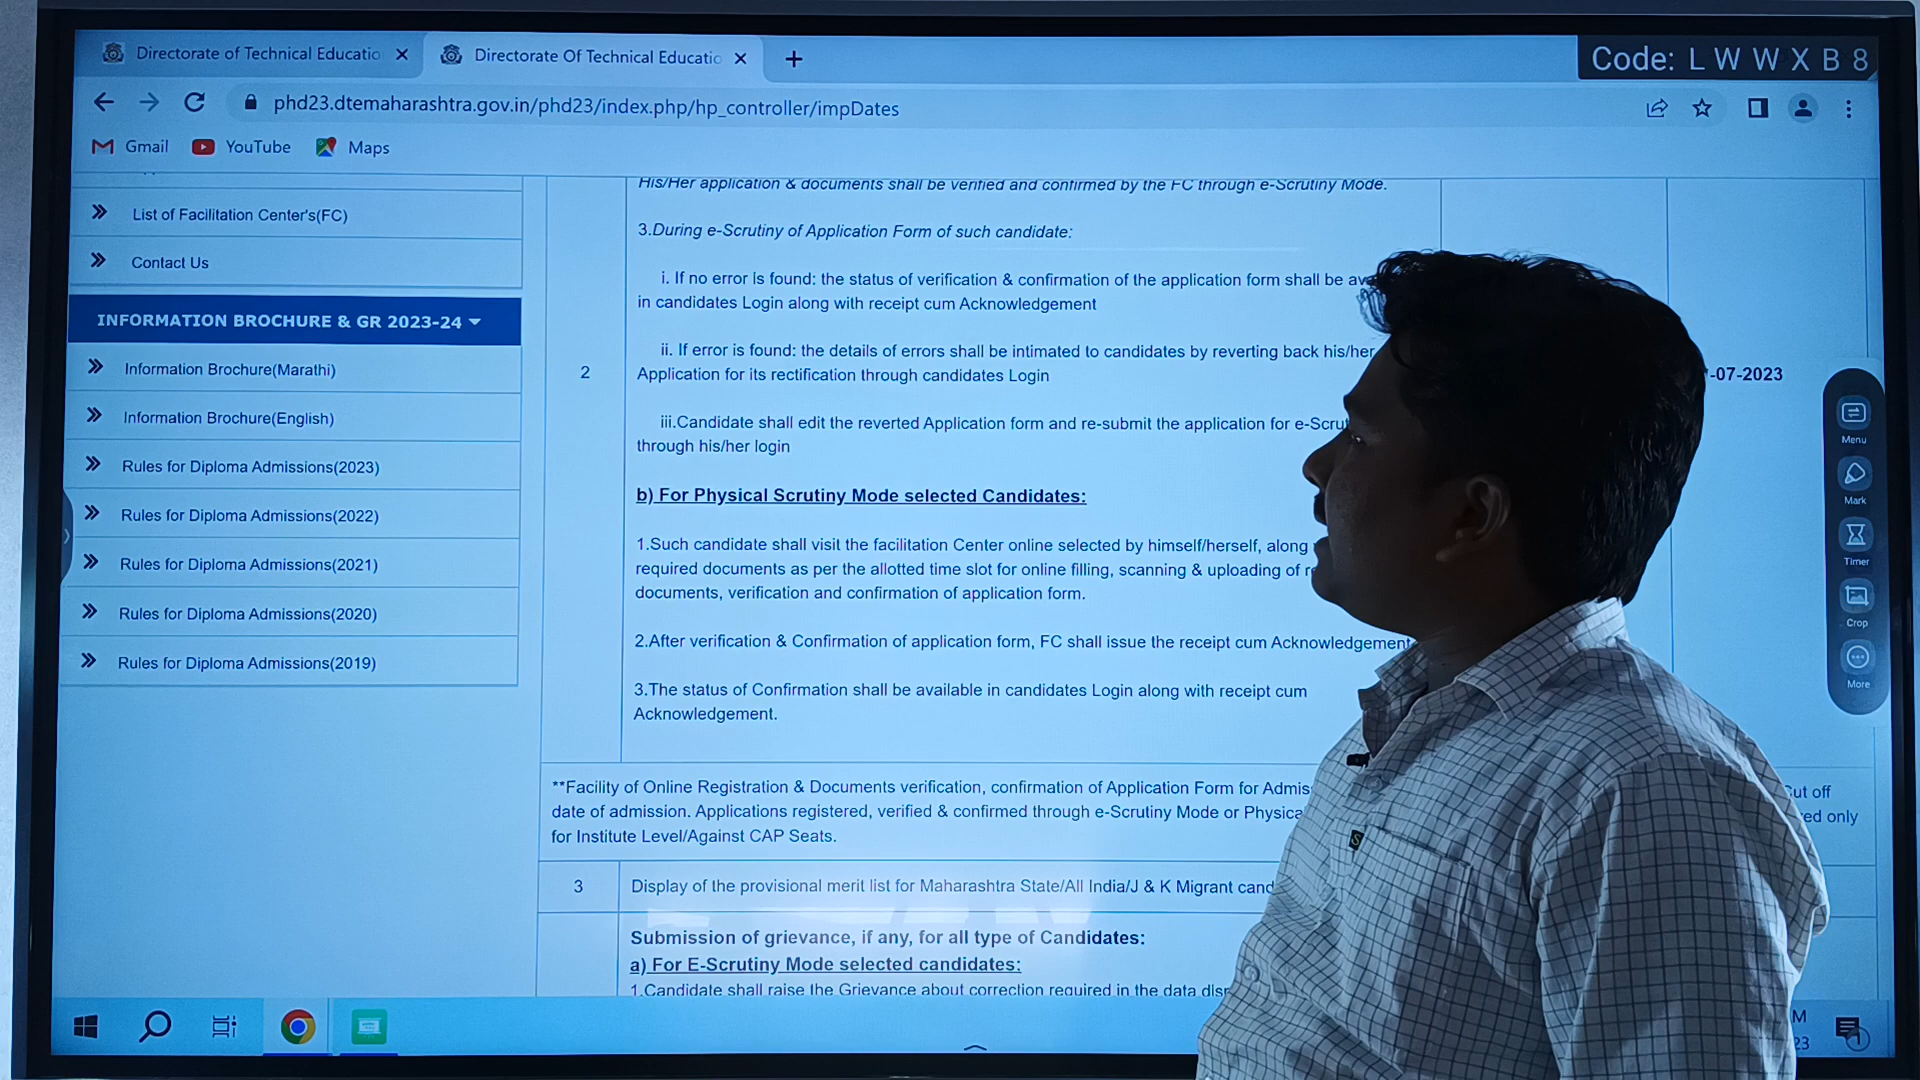 Directorate of Technical Educatio
Directorate Of Technical Educatio
Code: L W W X B 8
phd23.dtemaharashtra.gov.in/phd23/index.php/hp_controller/impDates
Gmail
YouTube
Maps
List of Facilitation Center's(FC)
Contact Us
INFORMATION BROCHURE & GR 2023-24
Information Brochure(Marathi)
Information Brochure(English)
Rules for Diploma Admissions(2023)
Rules for Diploma Admissions(2022)
Rules for Diploma Admissions(2021)
Rules for Diploma Admissions(2020)
Rules for Diploma Admissions(2019)
His/Her application & documents shall be verified and confirmed by the FC through e-Scrutiny Mode.
3.During e-Scrutiny of Application Form of such candidate:
i. If no error is found: the status of verification & confirmation of the application form shall be
in candidates Login along with receipt cum Acknowledgement
ii. If error is found: the details of errors shall be intimated to candidates by reverting back his/her
2
Application for its rectification through candidates Login
-07-2023
iii.Candidate shall edit the reverted Application form and re-submit the application for e-Scru
through his/her login
b) For Physical Scrutiny Mode selected Candidates:
1.Such candidate shall visit the facilitation Center online selected by himself/herself, along
required documents as per the allotted time slot for online filling, scanning & uploading of
documents, verification and confirmation of application form.
2.After verification & Confirmation of application form, FC shall issue the receipt cum Acknowledgement
3.The status of Confirmation shall be available in candidates Login along with receipt cum
Acknowledgement.
**Facility of Online Registration & Documents verification, confirmation of Application Form for Admis
ut off
date of admission. Applications registered, verified & confirmed through e-Scrutiny Mode or Physica
ed only
for Institute Level/Against CAP Seats.
3
Display of the provisional merit list for Maharashtra State/All India/J & K Migrant cand
Submission of grievance, if any, for all type of Candidates:
a) For E-Scrutiny Mode selected candidates:
1.Candidate shall raise the Grievance about correction required in the data
Menu
Mark
Timer
Crop
More
M
23